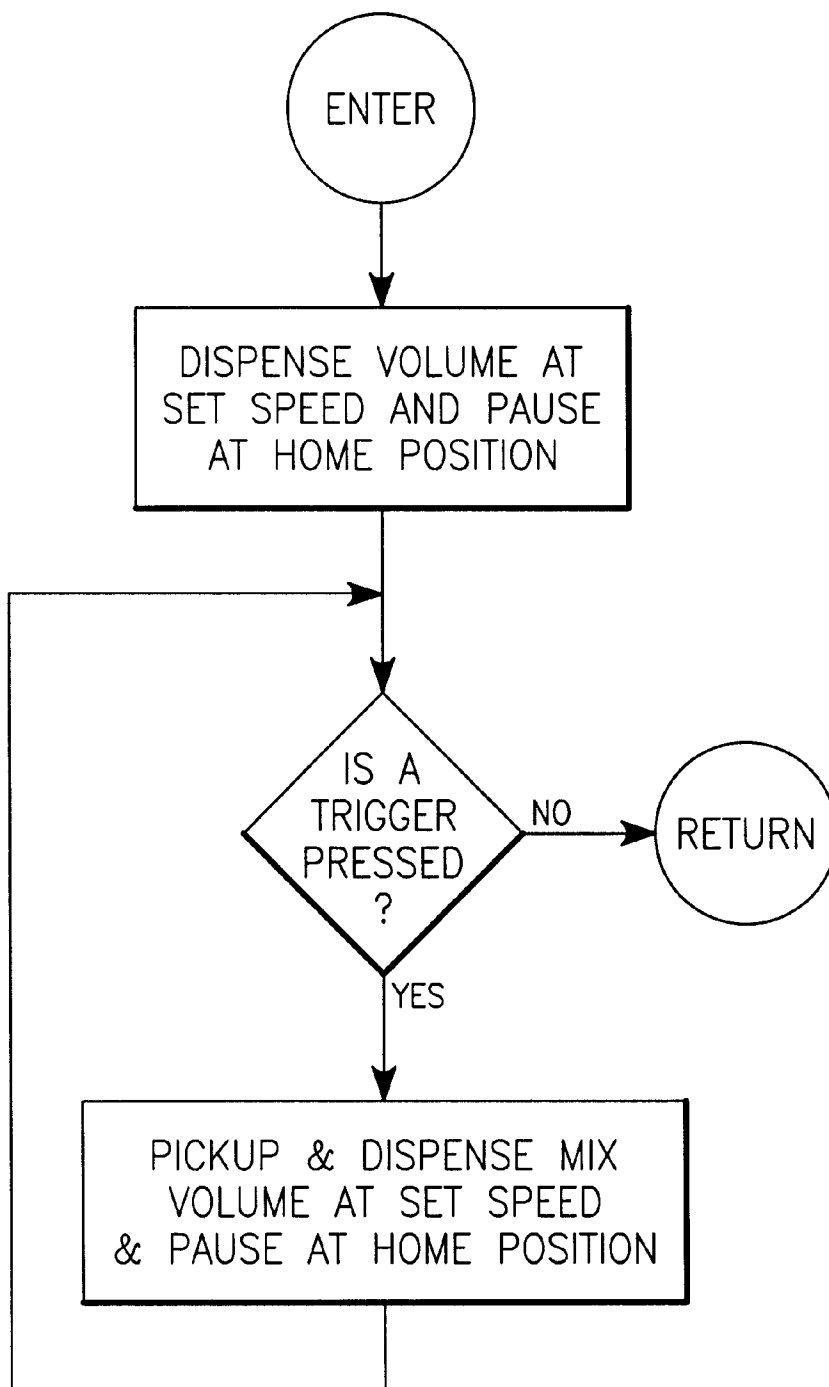 ENTER
DISPENSE VOLUME AT
SET SPEED AND PAUSE
AT HOME POSITION
IS A
TRIGGER
PRESSED
?
NO
RETURN
YES
PICKUP & DISPENSE MIX
VOLUME AT SET SPEED
& PAUSE AT HOME POSITION